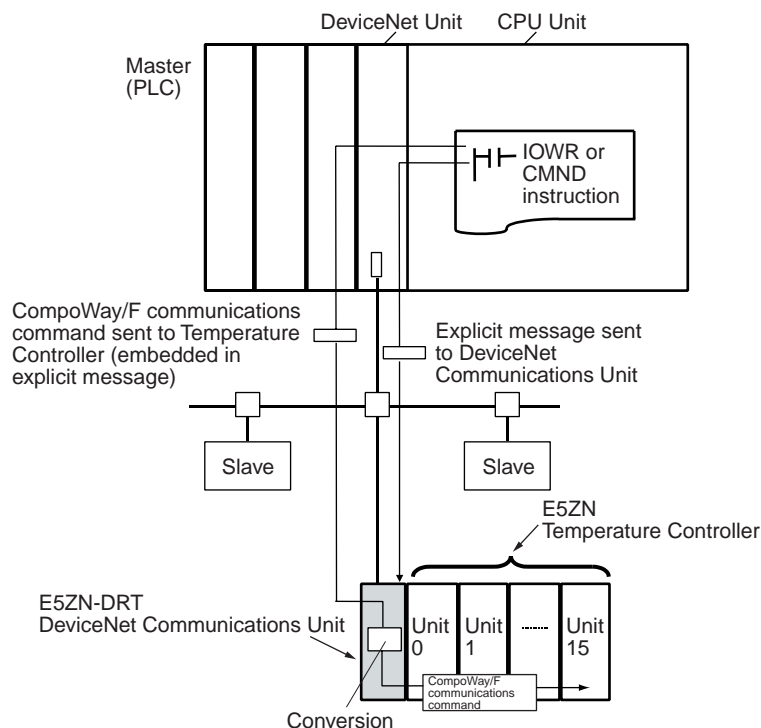 DeviceNet Unit
CPU Unit
Master
(PLC)
IOWR or
CMND
instruction
CompoWay/F communications
command sent to Temperature
Controller (embedded in
explicit message)
Explicit message sent
to DeviceNet
Communications Unit
Slave
Slave
E5ZN
Temperature Controller
E5ZN-DRT
DeviceNet Communications Unit
Unit
0
Unit
1
........
Unit
15
CompoWay/F
communications
command
Conversion